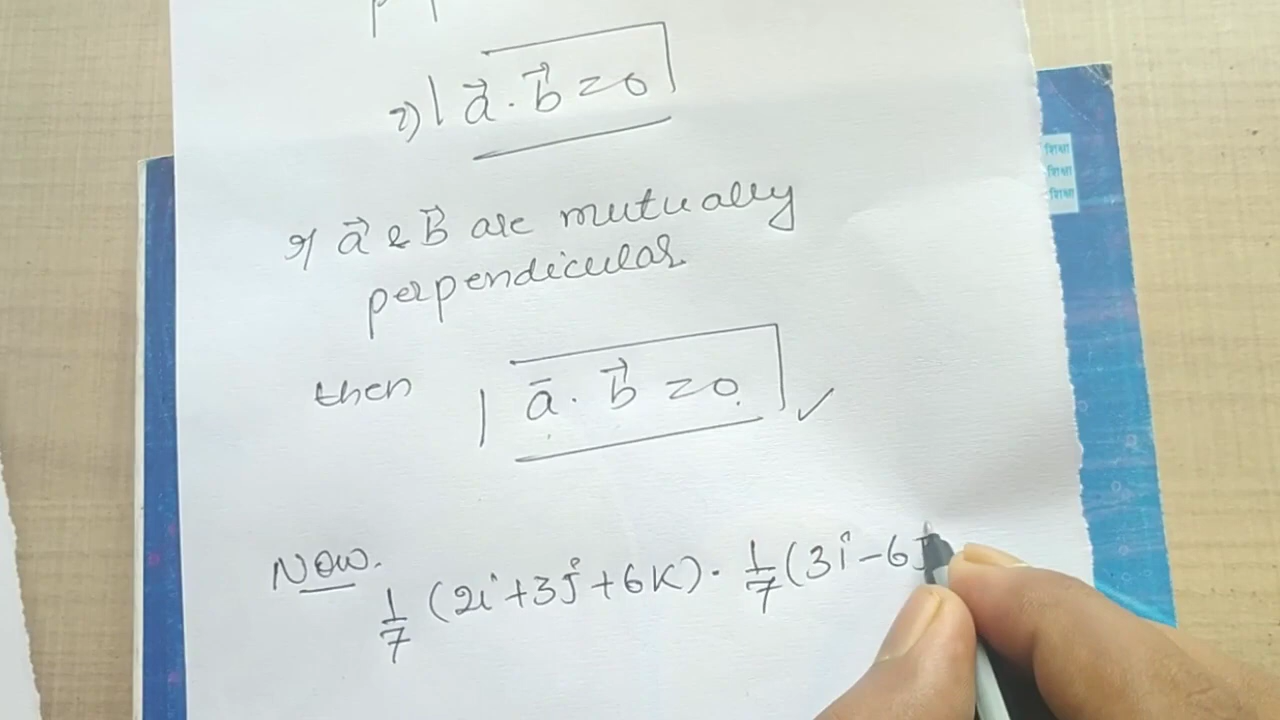 2) | a⃗ . b⃗ = 0
If a⃗ & b⃗ are mutually
perpendicular
then | a̅ . b⃗ = 0. ✓
Now.
1/7 (2i + 3j + 6k) . 1/7 (3i - 6j
शिक्षा
शिक्षा
शिक्षा